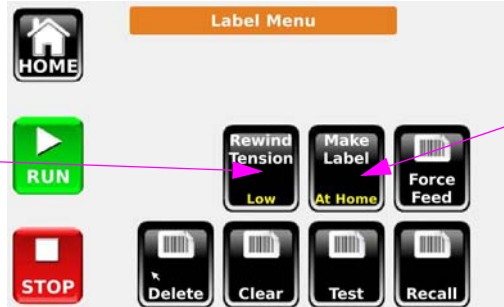 Label Menu
HOME
Rewind
Tension
Low
Make
Label
At Home
RUN
Force
Feed
STOP
Delete
Clear
Test
Recall